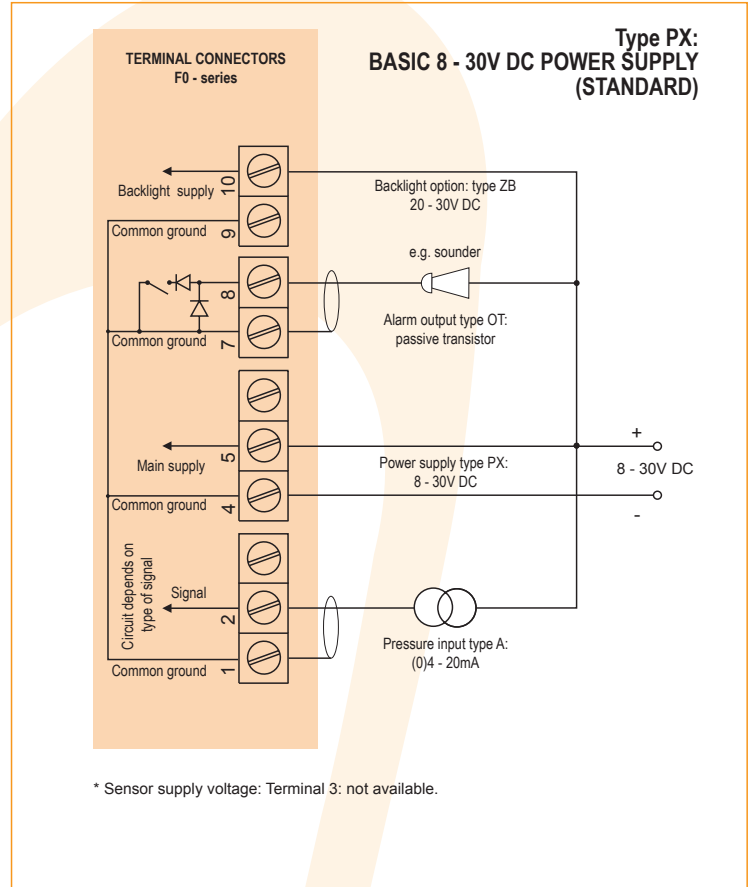 Type PX:
BASIC 8 - 30V DC POWER SUPPLY
(STANDARD)
TERMINAL CONNECTORS
F0 - series
Backlight supply
10
Backlight option: type ZB
20 - 30V DC
Common ground
9
e.g. sounder
8
Alarm output type OT:
passive transistor
Common ground
7
Main supply
5
Power supply type PX:
8 - 30V DC
+
8 - 30V DC
-
Common ground
4
Circuit depends on
type of signal
Signal
2
Pressure input type A:
(0)4 - 20mA
Common ground
1
* Sensor supply voltage: Terminal 3: not available.